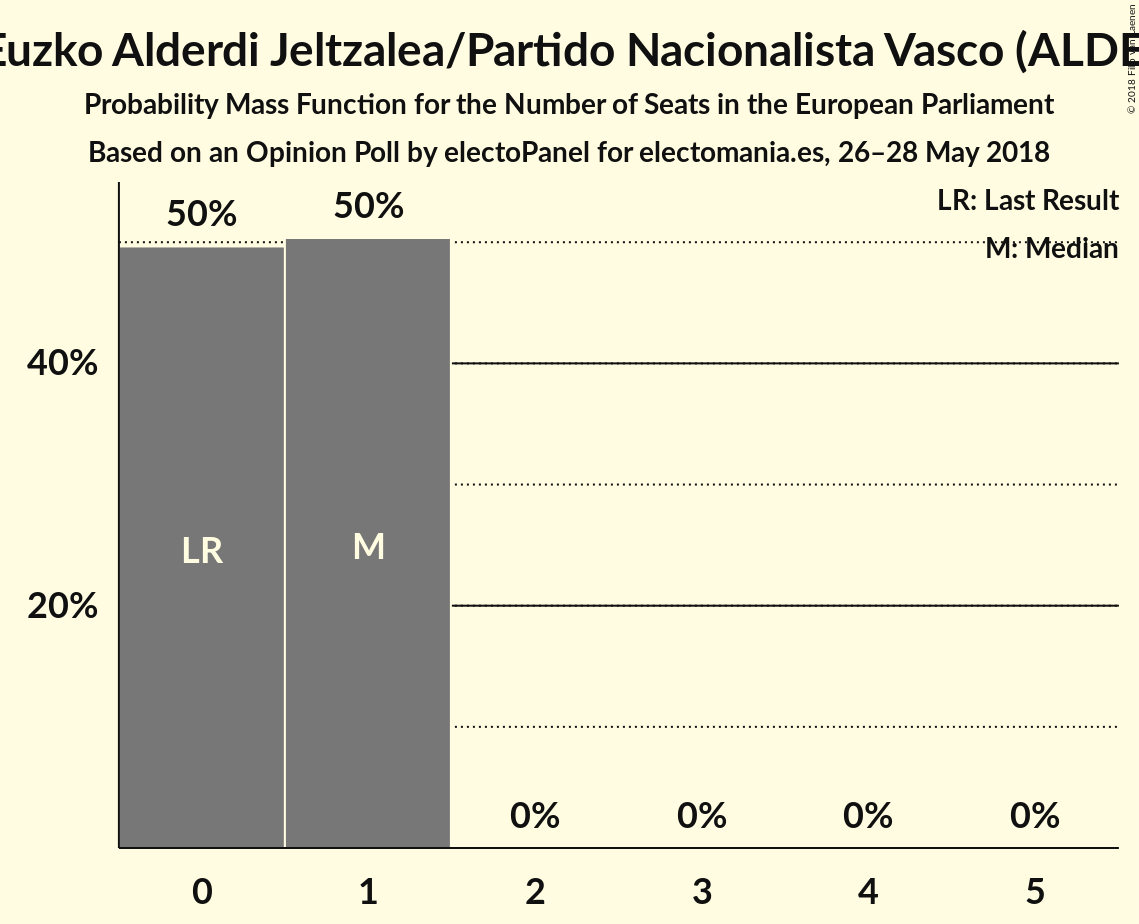 Euzko Alderdi Jeltzalea/Partido Nacionalista Vasco (ALDE
Probability Mass Function for the Number of Seats in the European Parliament
Based on an Opinion Poll by electoPanel for electomania.es, 26–28 May 2018
© 2018
LR: Last Result
M: Median
50%
50%
40%
20%
LR
M
0%
0%
0%
0%
0
1
2
3
4
5